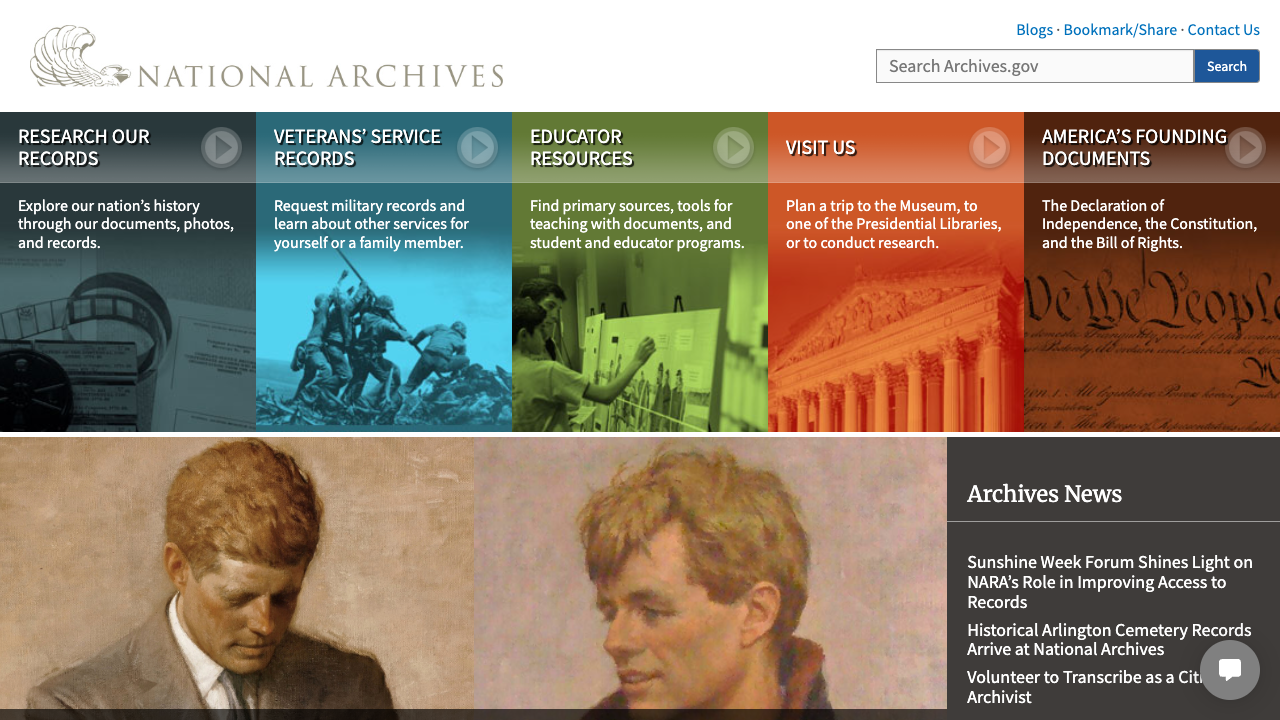 NATIONAL ARCHIVES
Blogs · Bookmark/Share · Contact Us
Search Archives.gov
Search
RESEARCH OUR
RECORDS
Explore our nation’s history
through our documents, photos,
and records.
VETERANS’ SERVICE
RECORDS
Request military records and
learn about other services for
yourself or a family member.
EDUCATOR
RESOURCES
Find primary sources, tools for
teaching with documents, and
student and educator programs.
VISIT US
Plan a trip to the Museum, to
one of the Presidential Libraries,
or to conduct research.
AMERICA’S FOUNDING
DOCUMENTS
The Declaration of
Independence, the Constitution,
and the Bill of Rights.
We the People
Archives News
Sunshine Week Forum Shines Light on
NARA’s Role in Improving Access to
Records
Historical Arlington Cemetery Records
Arrive at National Archives
Volunteer to Transcribe as a
Archivist